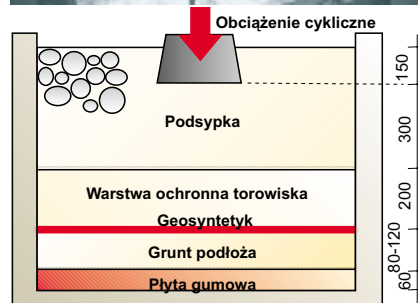 Obciążenie cykliczne
150
Podsypka
300
Warstwa ochronna torowiska
200
Geosyntetyk
80-120
Grunt podłoża
60
Płyta gumowa